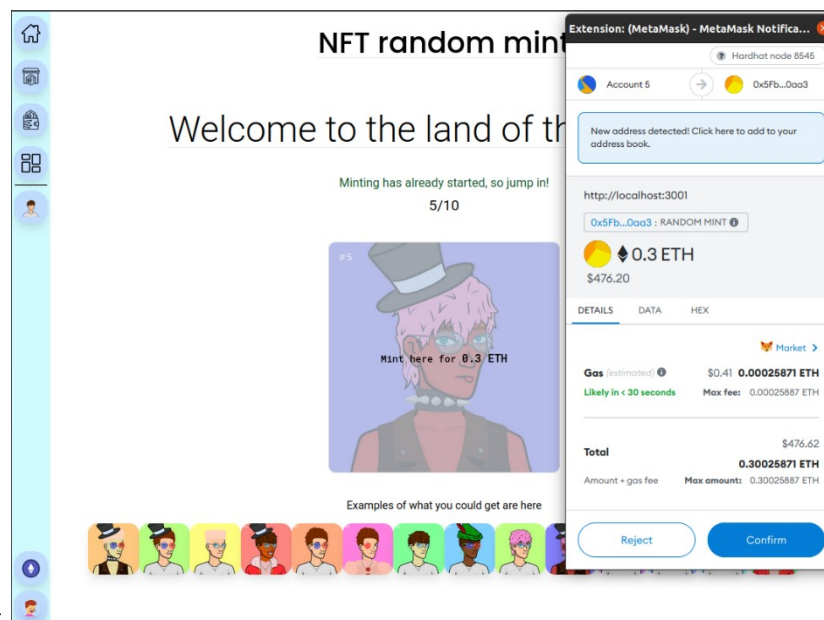 NFT random mint
Welcome to the land of th
Minting has already started, so jump in!
5/10
#5
Mint here for 0.3 ETH
Examples of what you could get are here
Extension: (MetaMask) - MetaMask Notifica...
Hardhat node 8545
Account 5
0x5Fb...0aa3
New address detected! Click here to add to your
address book.
http://localhost:3001
0x5Fb...0aa3 : RANDOM MINT
0.3 ETH
$476.20
DETAILS DATA HEX
Market >
Gas (estimated) $0.41 0.00025871 ETH
Likely in < 30 seconds Max fee: 0.00025887 ETH
$476.62
Total
0.30025871 ETH
Amount + gas fee Max amount: 0.30025887 ETH
Reject Confirm